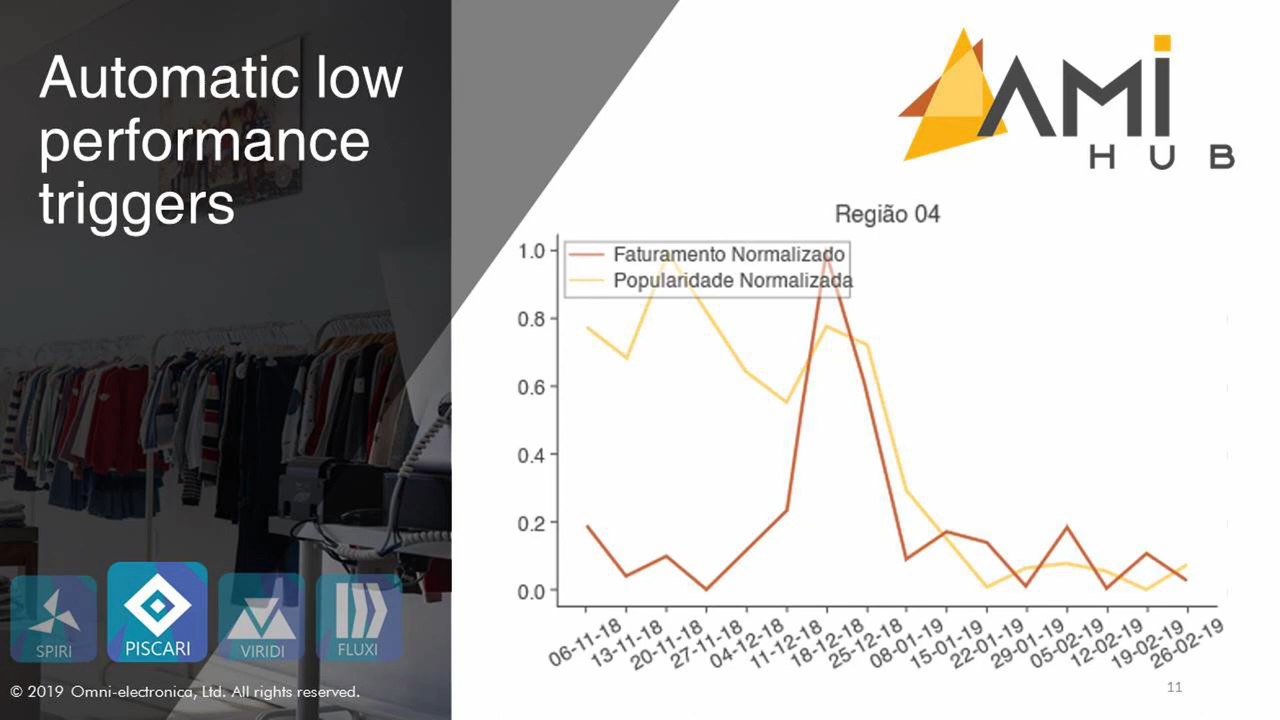 Automatic low
performance
triggers
AMi
HUB
Região 04
Faturamento Normalizado
Popularidade Normalizada
1.0
0.8
0.6
0.4
0.2
0.0
06-11-18
13-11-18
20-11-18
27-11-18
04-12-18
11-12-18
18-12-18
25-12-18
08-01-19
15-01-19
22-01-19
29-01-19
05-02-19
12-02-19
19-02-19
26-02-19
SPIRI
PISCARI
VIRIDI
FLUXI
© 2019 Omni-electronica, Ltd. All rights reserved.
11